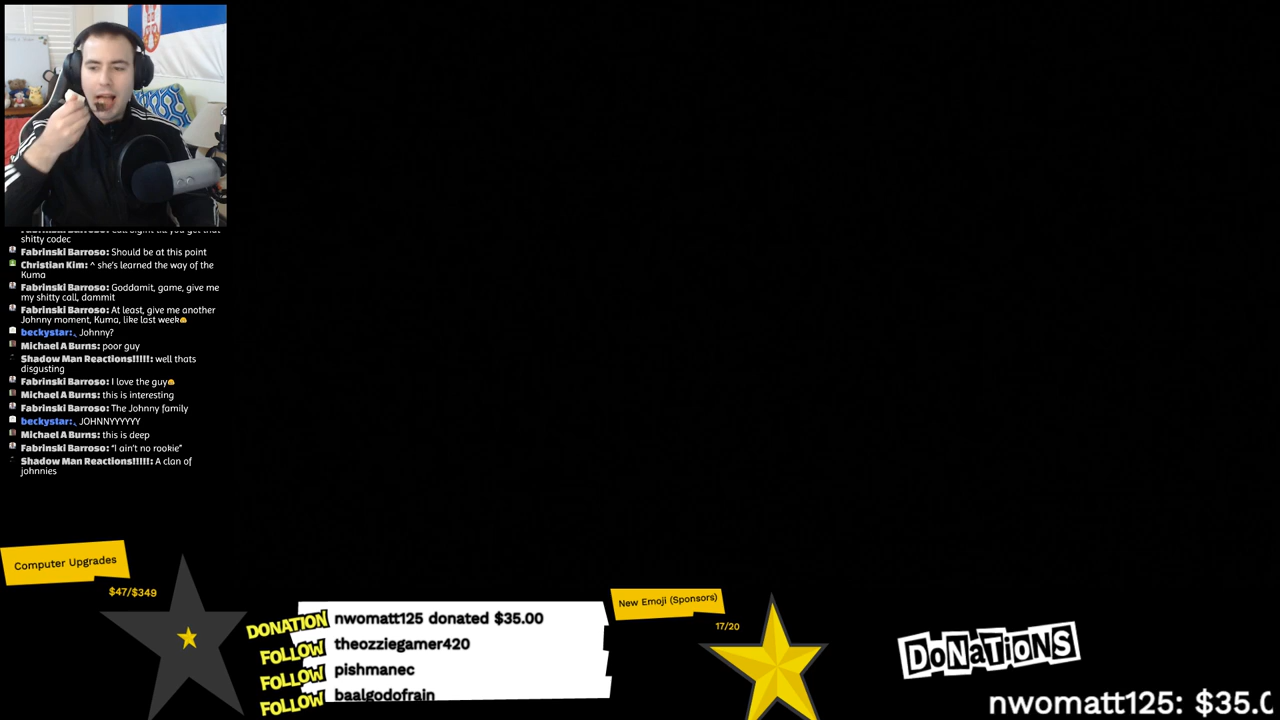 shitty codec
Fabrinski Barroso: Should be at this point
Christian Kim: ^ she's learned the way of the
Kuma
Fabrinski Barroso: Goddamit, game, give me
my shitty call, dammit
Fabrinski Barroso: At least, give me another
Johnny moment, Kuma, like last week
beckystar: Johnny?
Michael A Burns: poor guy
Shadow Man Reactions!!!!!: well thats
disgusting
Fabrinski Barroso: I love the guy
Michael A Burns: this is interesting
Fabrinski Barroso: The Johnny family
beckystar: JOHNNYYYYYY
Michael A Burns: this is deep
Fabrinski Barroso: "I ain't no rookie"
Shadow Man Reactions!!!!!: A clan of
johnnies
Computer Upgrades
$47/$349
DONATION nwomatt125 donated $35.00
FOLLOW theozziegamer420
FOLLOW pishmanec
FOLLOW baalgodofrain
New Emoji (Sponsors)
17/20
DONATIONS
nwomatt125: $35.0